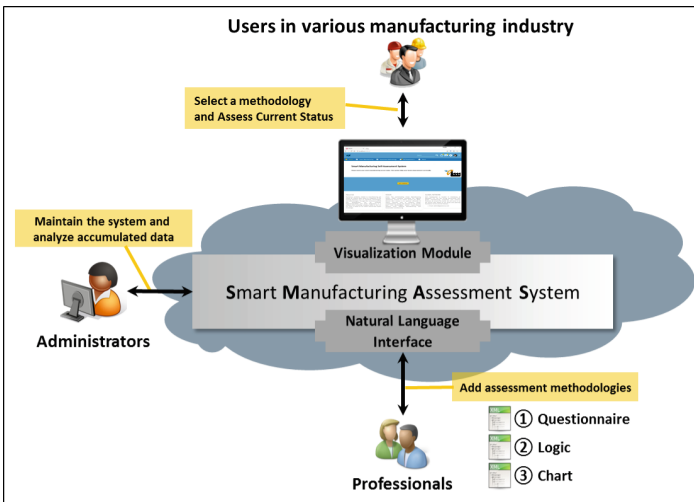 Users in various manufacturing industry
Select a methodology
and Assess Current Status
Maintain the system and
analyze accumulated data
Visualization Module
Smart Manufacturing Assessment System
Natural Language
Interface
Administrators
Add assessment methodologies
① Questionnaire
② Logic
③ Chart
Professionals